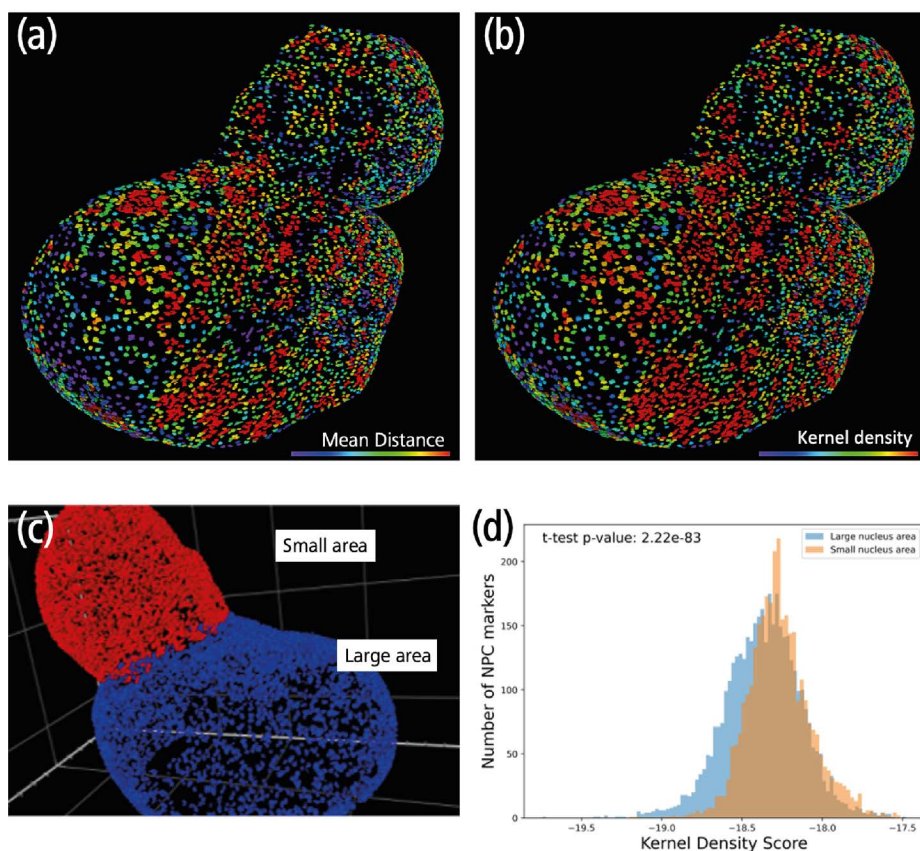 (a)
Mean Distance
(b)
Kernel density
(c)
Small area
Large area
(d)
t-test p-value: 2.22e-83
Large nucleus area
Small nucleus area
Number of NPC markers
200
150
100
50
0
−19.5 −19.0 −18.5 −18.0 −17.5
Kernel Density Score